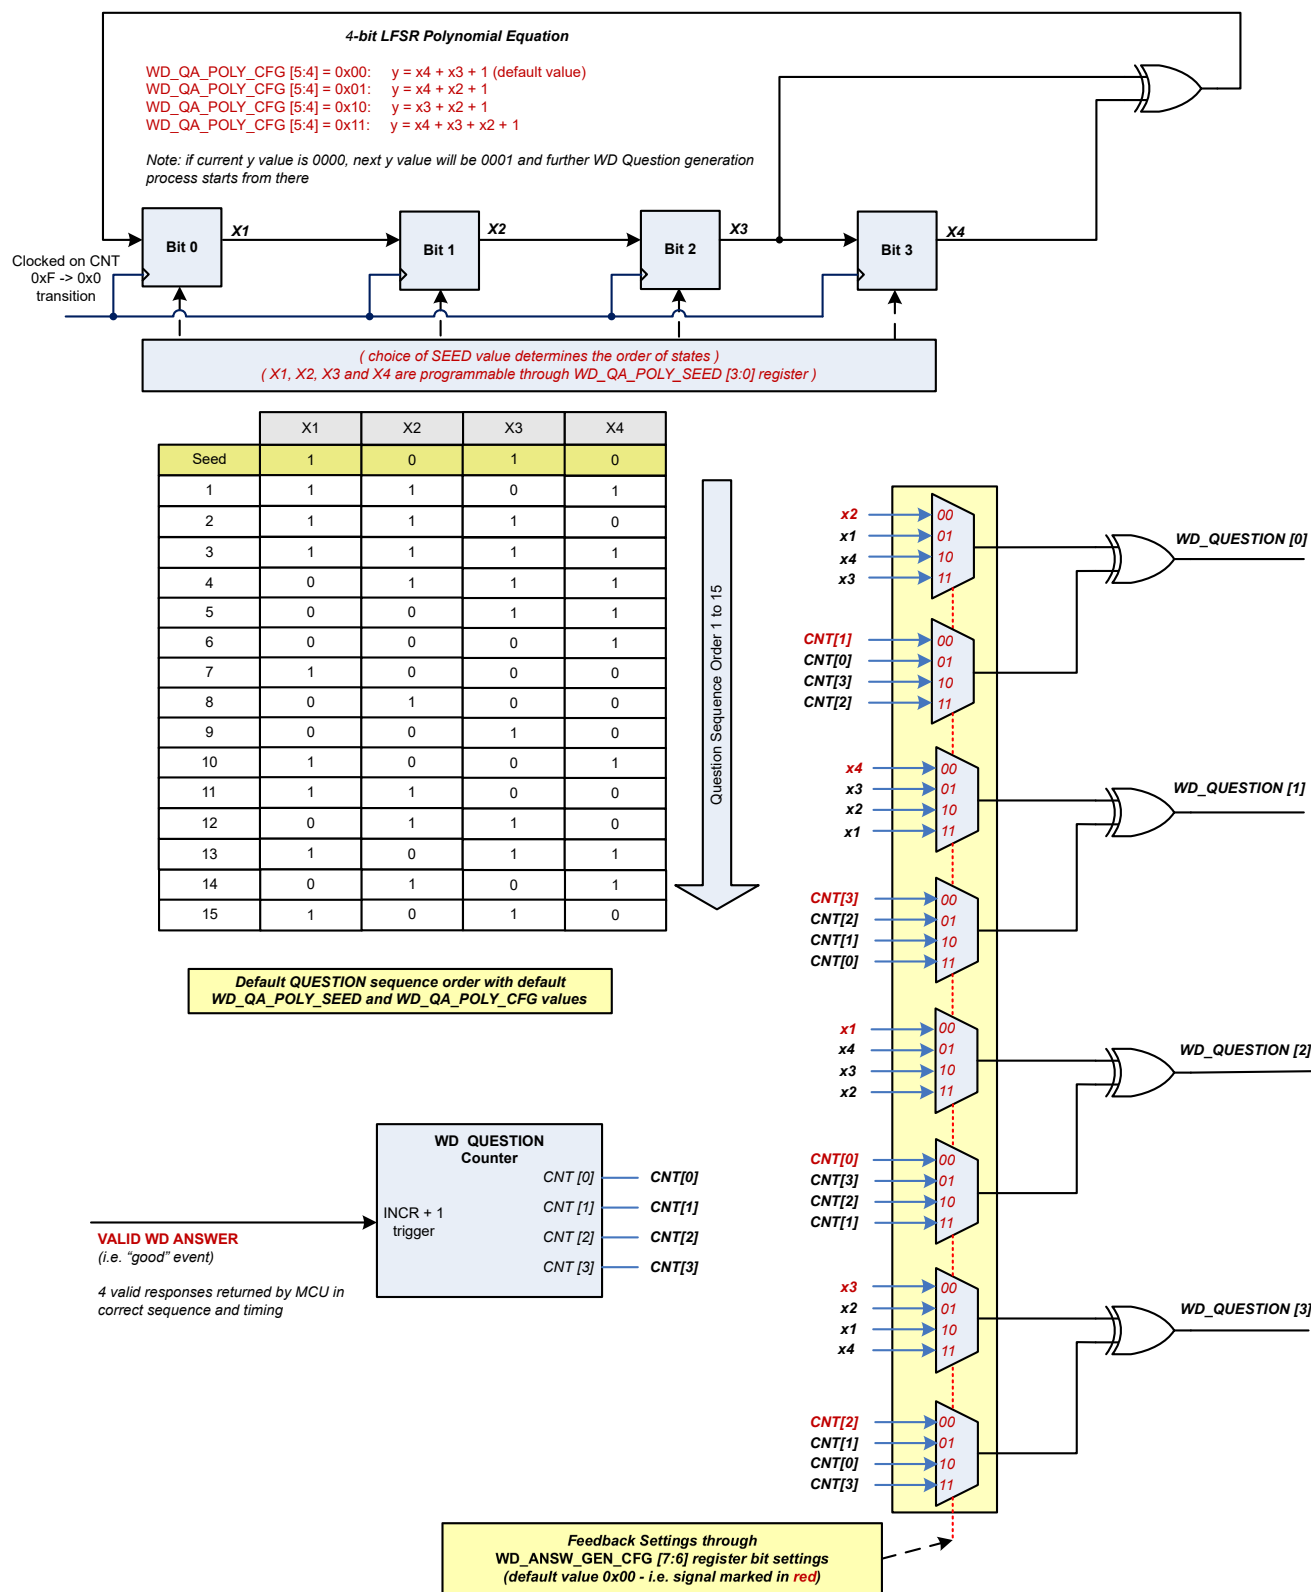 4-bit LFSR Polynomial Equation
WD_QA_POLY_CFG [5:4] = 0x00: y = x4 + x3 + 1 (default value)
WD_QA_POLY_CFG [5:4] = 0x01: y = x4 + x2 + 1
WD_QA_POLY_CFG [5:4] = 0x10: y = x3 + x2 + 1
WD_QA_POLY_CFG [5:4] = 0x11: y = x4 + x3 + x2 + 1
Note: if current y value is 0000, next y value will be 0001 and further WD Question generation
process starts from there
Bit 0 X1 Bit 1 X2 Bit 2 X3 Bit 3 X4
Clocked on CNT
0xF -> 0x0
transition
( choice of SEED value determines the order of states )
( X1, X2, X3 and X4 are programmable through WD_QA_POLY_SEED [3:0] register )
X1 X2 X3 X4
Seed 1 0 1 0
1 1 1 0 1
2 1 1 1 0
3 1 1 1 1
4 0 1 1 1
5 0 0 1 1
6 0 0 0 1
7 1 0 0 0
8 0 1 0 0
9 0 0 1 0
10 1 0 0 1
11 1 1 0 0
12 0 1 1 0
13 1 0 1 1
14 0 1 0 1
15 1 0 1 0
Question Sequence Order 1 to 15
Default QUESTION sequence order with default
WD_QA_POLY_SEED and WD_QA_POLY_CFG values
x2 00
x1 01
x4 10
x3 11
WD_QUESTION [0]
CNT[1] 00
CNT[0] 01
CNT[3] 10
CNT[2] 11
x4 00
x3 01
x2 10
x1 11
WD_QUESTION [1]
CNT[3] 00
CNT[2] 01
CNT[1] 10
CNT[0] 11
x1 00
x4 01
x3 10
x2 11
WD_QUESTION [2]
CNT[0] 00
CNT[3] 01
CNT[2] 10
CNT[1] 11
x3 00
x2 01
x1 10
x4 11
WD_QUESTION [3]
CNT[2] 00
CNT[1] 01
CNT[0] 10
CNT[3] 11
WD_QUESTION
Counter
CNT [0] CNT[0]
CNT [1] CNT[1]
CNT [2] CNT[2]
CNT [3] CNT[3]
INCR + 1
trigger
VALID WD ANSWER
(i.e. “good” event)
4 valid responses returned by MCU in
correct sequence and timing
Feedback Settings through
WD_ANSW_GEN_CFG [7:6] register bit settings
(default value 0x00 - i.e. signal marked in red)